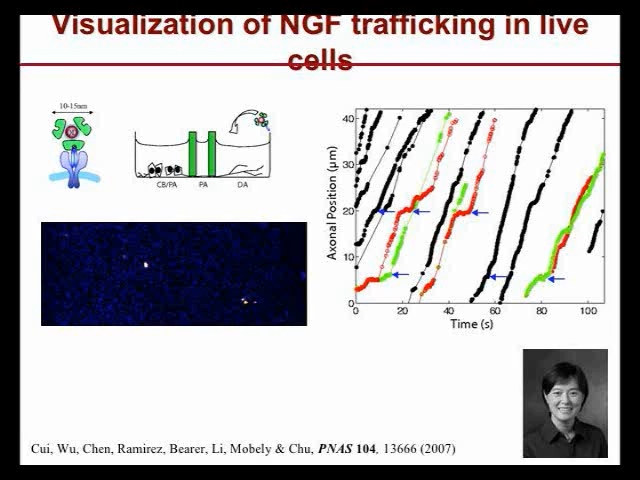 Visualization of NGF trafficking in live
cells
10-15nm
CB/PA PA DA
Axonal Position (μm)
40
30
20
10
0
0 20 40 60 80 100
Time (s)
Cui, Wu, Chen, Ramirez, Bearer, Li, Mobely & Chu, PNAS 104, 13666 (2007)